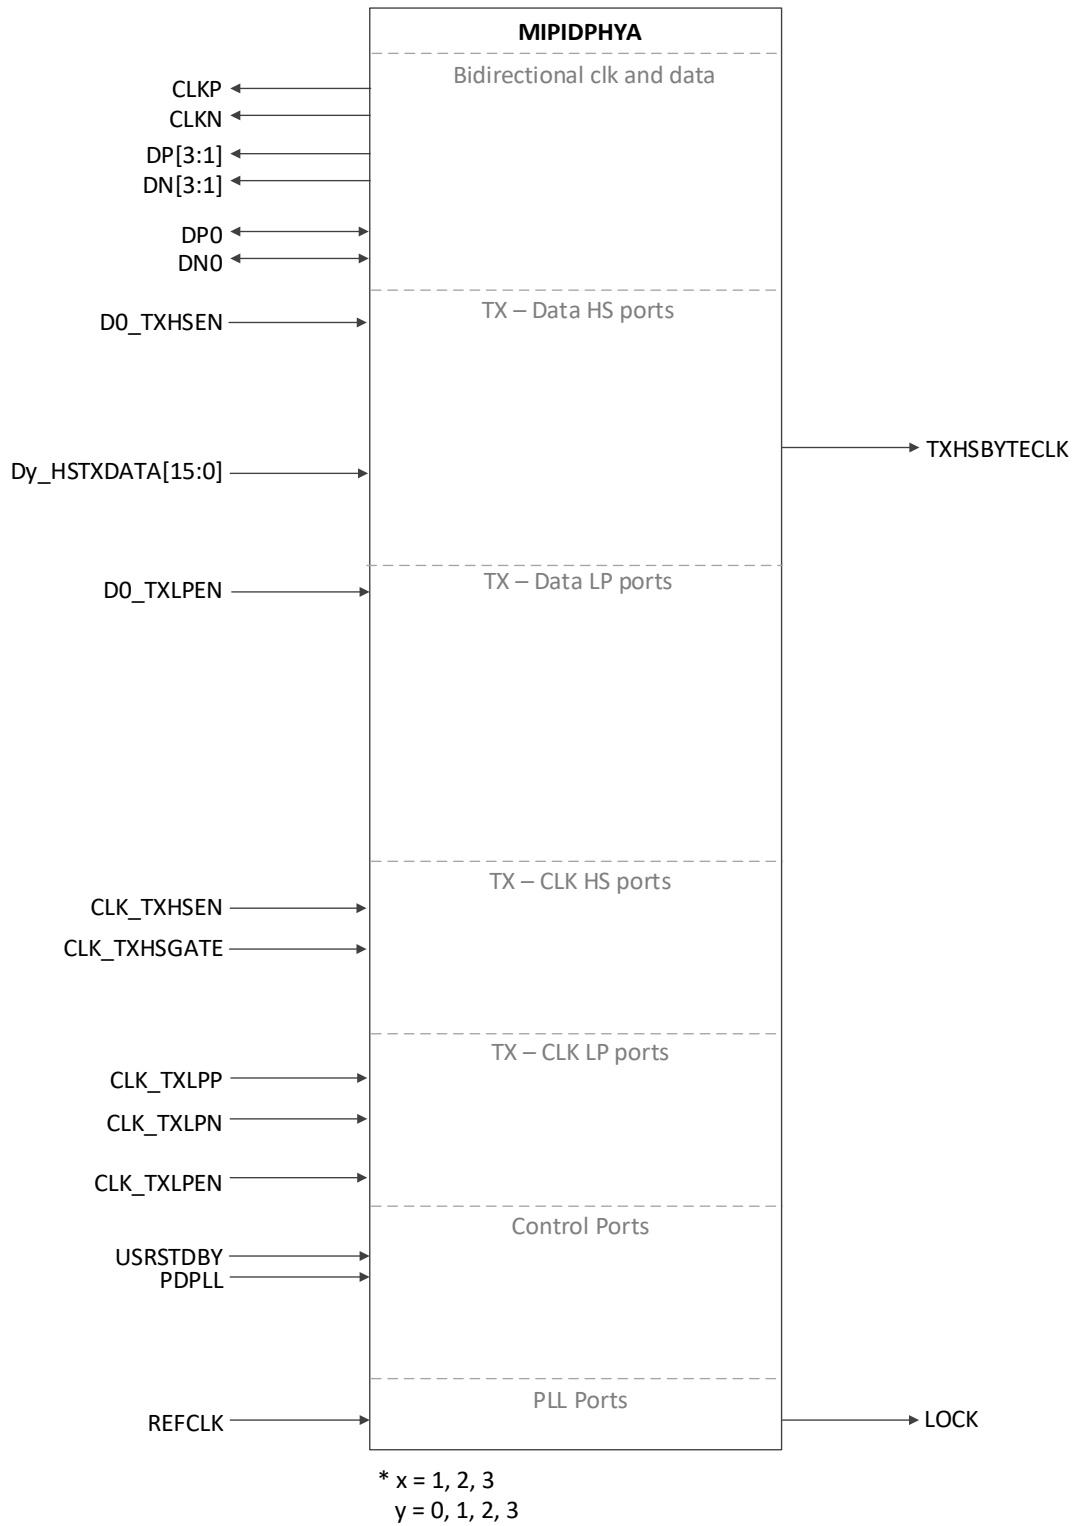 MIPIDPHYA
Bidirectional clk and data
CLKP
CLKN
DP[3:1]
DN[3:1]
DP0
DN0
TX – Data HS ports
D0_TXHSEN
TXHSBYTECLK
Dy_HSTXDATA[15:0]
TX – Data LP ports
D0_TXLPEN
TX – CLK HS ports
CLK_TXHSEN
CLK_TXHSGATE
TX – CLK LP ports
CLK_TXLPP
CLK_TXLPN
CLK_TXLPEN
Control Ports
USRSTDBY
PDPLL
PLL Ports
REFCLK
LOCK
* x = 1, 2, 3
y = 0, 1, 2, 3